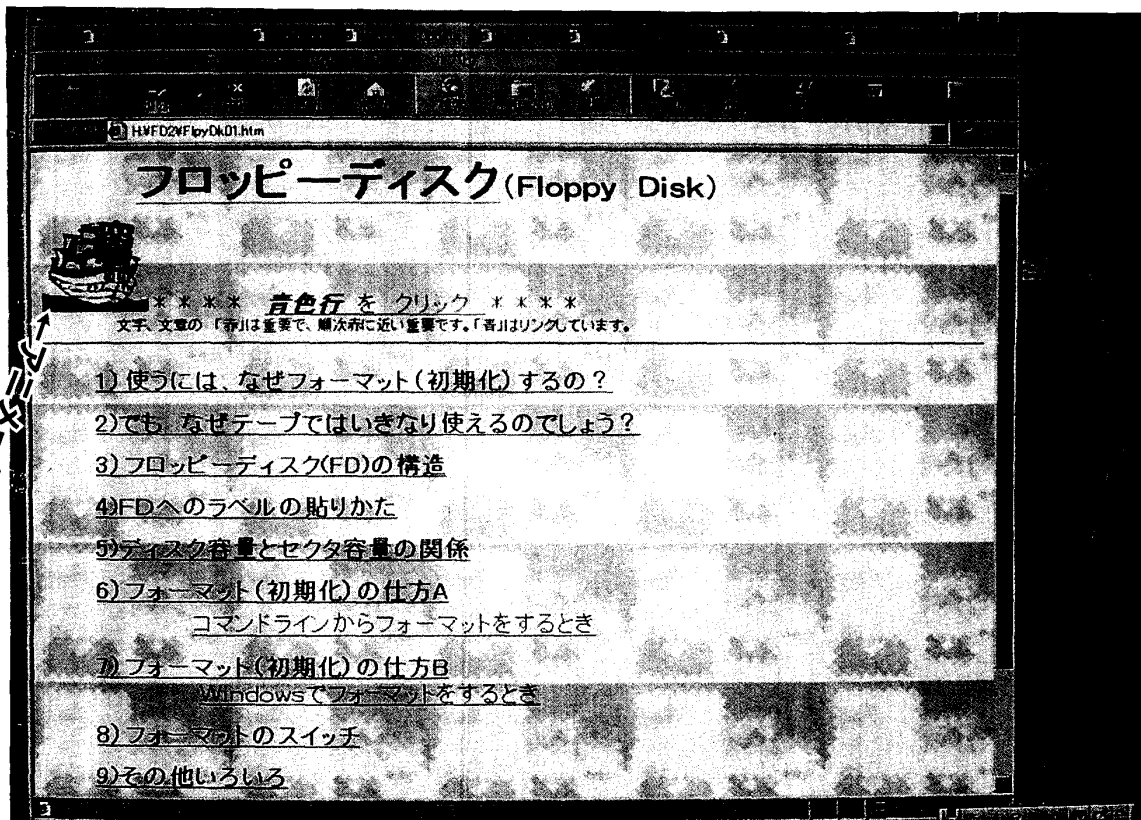 H:¥FD2¥FlpyDk01.htm
フロッピーディスク(Floppy Disk)
＊＊＊＊ 青色行 を クリック ＊＊＊＊
文字、文章の「赤」は重要で、順次赤に近い重要です。「青」はリンクしています。
アニメー
1) 使うには、なぜフォーマット(初期化)するの？
2)でも、なぜテープではいきなり使えるのでしょう？
3)フロッピーディスク(FD)の構造
4)FDへのラベルの貼りかた
5)ディスク容量とセクタ容量の関係
6)フォーマット(初期化)の仕方A
コマンドラインからフォーマットをするとき
7)フォーマット(初期化)の仕方B
Windowsでフォーマットをするとき
8)フォーマットのスイッチ
9)その他いろいろ